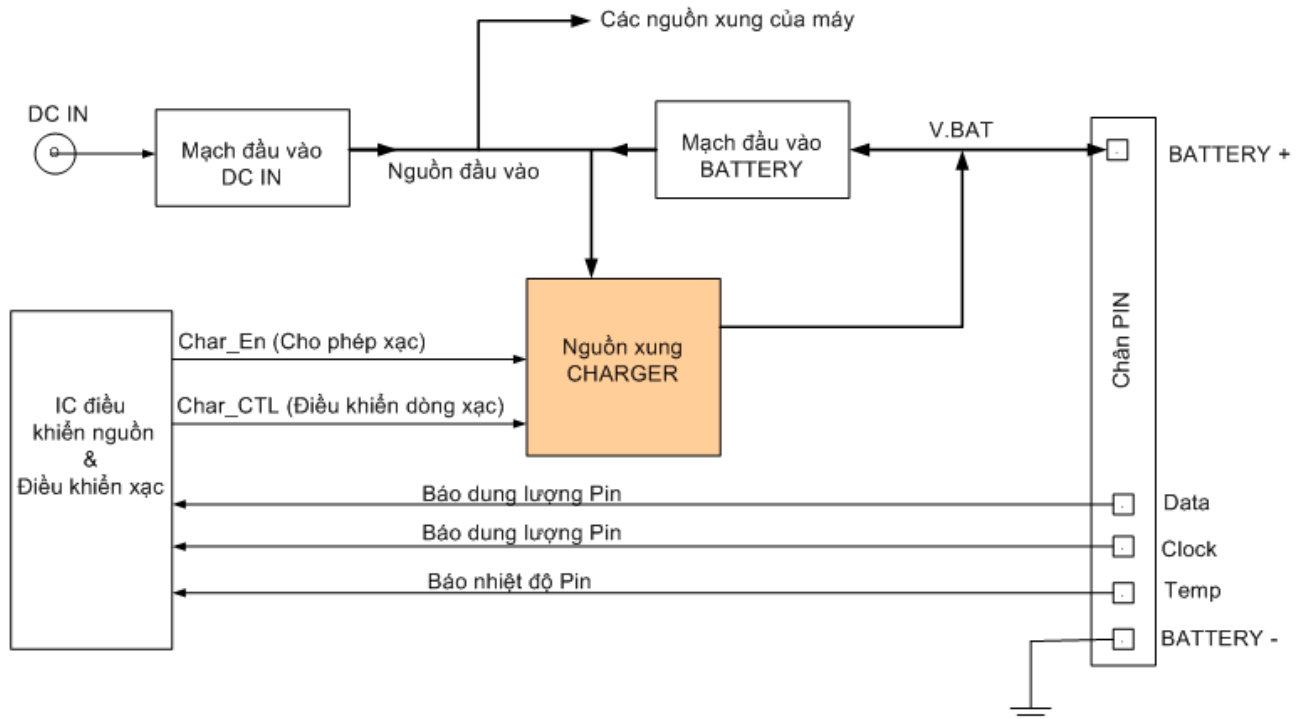 Các nguồn xung của máy
DC IN
Mạch đầu vào
DC IN
Nguồn đầu vào
Mạch đầu vào
BATTERY
V.BAT
BATTERY +
Chân PIN
Nguồn xung
CHARGER
Char_En (Cho phép xạc)
Char_CTL (Điều khiển dòng xạc)
IC điều
khiển nguồn
&
Điều khiển xạc
Báo dung lượng Pin
Data
Báo dung lượng Pin
Clock
Báo nhiệt độ Pin
Temp
BATTERY -